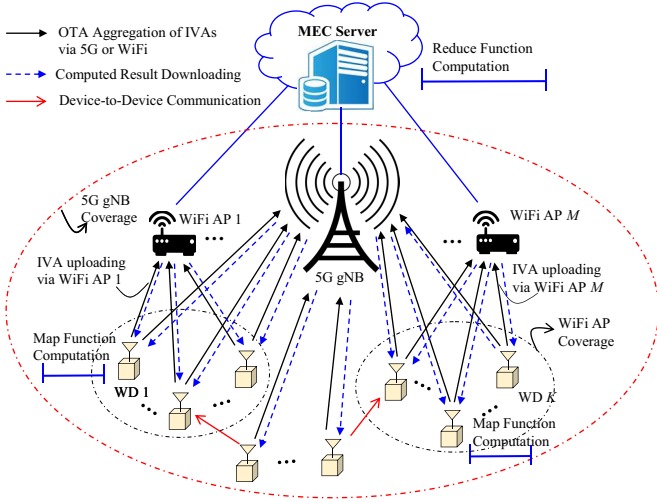 OTA Aggregation of IVAs
via 5G or WiFi
Computed Result Downloading
Device-to-Device Communication
MEC Server
Reduce Function
Computation
5G gNB
Coverage
WiFi AP 1
...
5G gNB
...
WiFi AP M
IVA uploading
via WiFi AP 1
IVA uploading
via WiFi AP M
Map Function
Computation
WiFi AP
Coverage
WD 1
...
...
...
...
WD K
Map Function
Computation
...